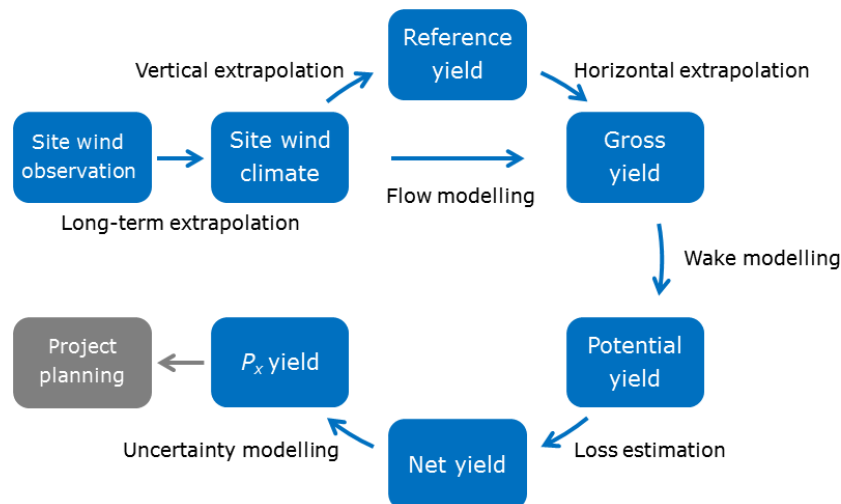 Reference
yield
Vertical extrapolation
Horizontal extrapolation
Site wind
observation
Site wind
climate
Gross
yield
Flow modelling
Long-term extrapolation
Wake modelling
Project
planning
Px yield
Potential
yield
Uncertainty modelling
Net yield
Loss estimation